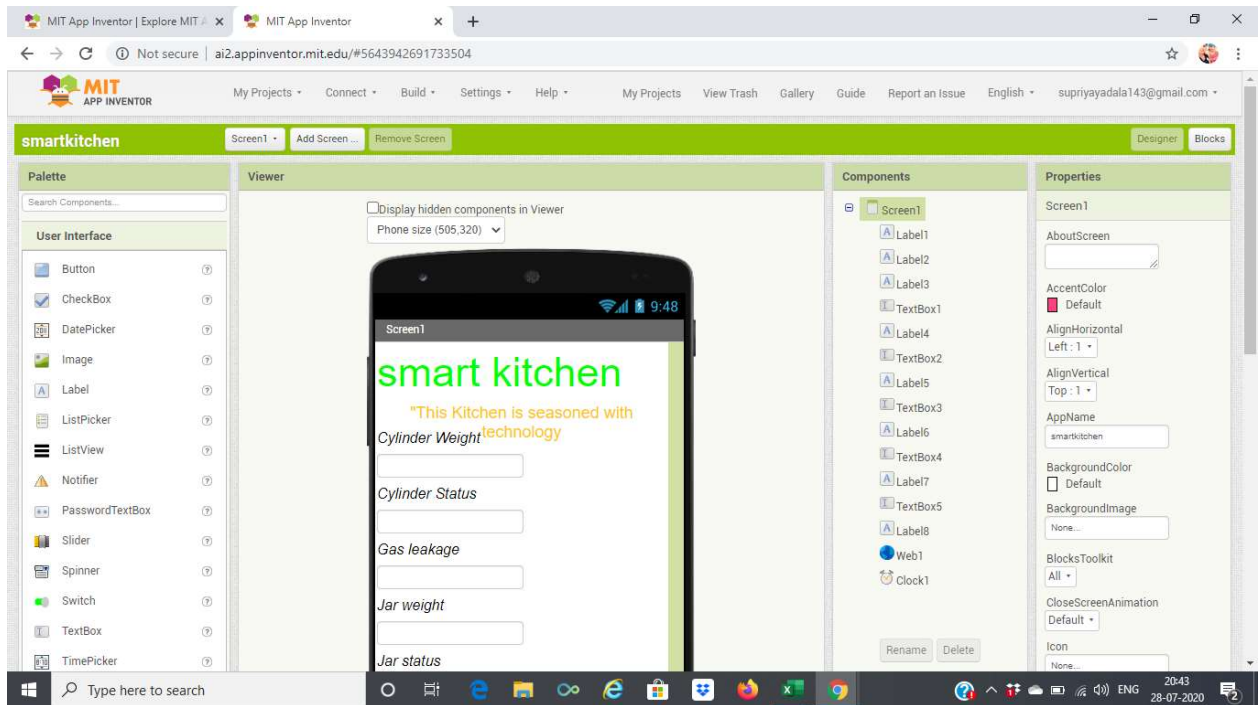 MIT App Inventor | Explore MIT A
MIT App Inventor
Not secure | ai2.appinventor.mit.edu/#5643942691733504
MIT
APP INVENTOR
My Projects
Connect
Build
Settings
Help
My Projects
View Trash
Gallery
Guide
Report an Issue
English
supriyayadala143@gmail.com
smartkitchen
Screen1
Add Screen ...
Remove Screen
Designer
Blocks
Palette
Search Components...
User Interface
Button
CheckBox
DatePicker
Image
Label
ListPicker
ListView
Notifier
PasswordTextBox
Slider
Spinner
Switch
TextBox
TimePicker
Viewer
Display hidden components in Viewer
Phone size (505,320)
9:48
Screen1
smart kitchen
"This Kitchen is seasoned with
technology
Cylinder Weight
Cylinder Status
Gas leakage
Jar weight
Jar status
Components
Screen1
Label1
Label2
Label3
TextBox1
Label4
TextBox2
Label5
TextBox3
Label6
TextBox4
Label7
TextBox5
Label8
Web1
Clock1
Rename
Delete
Properties
Screen1
AboutScreen
AccentColor
Default
AlignHorizontal
Left : 1
AlignVertical
Top : 1
AppName
smartkitchen
BackgroundColor
Default
BackgroundImage
None...
BlocksToolkit
All
CloseScreenAnimation
Default
Icon
None...
Type here to search
ENG
20:43
28-07-2020